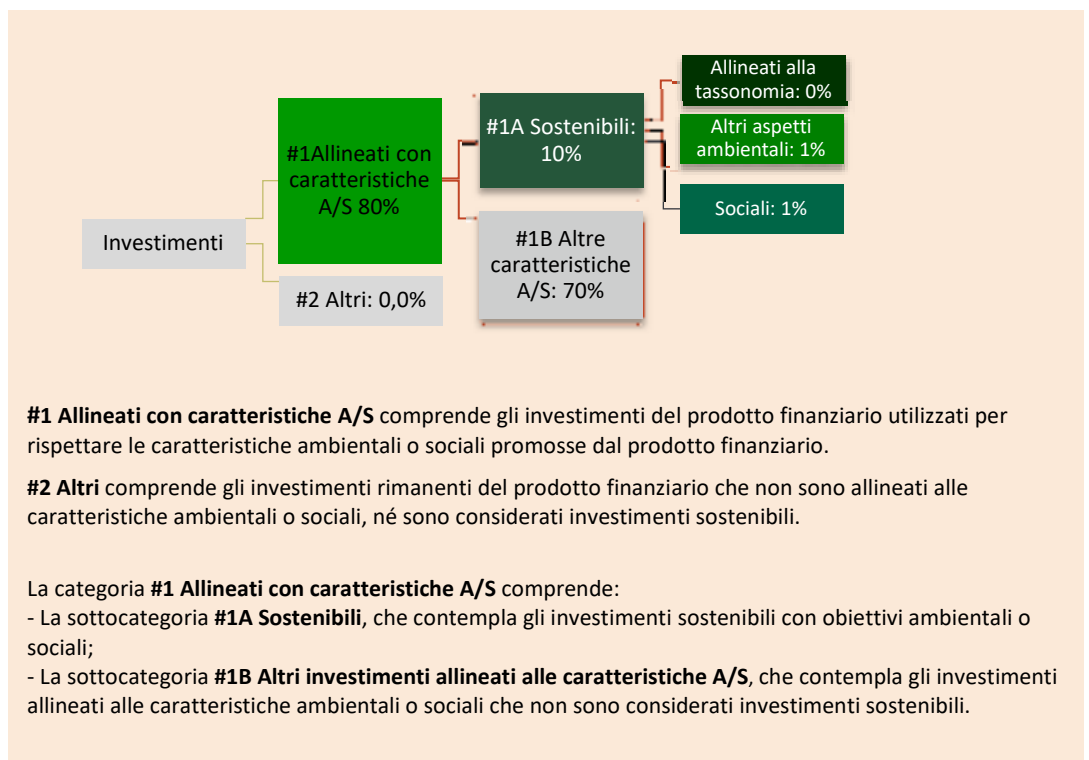 Investimenti
#1Allineati con
caratteristiche
A/S 80%
#2 Altri: 0,0%
#1A Sostenibili:
10%
#1B Altre
caratteristiche
A/S: 70%
Allineati alla
tassonomia: 0%
Altri aspetti
ambientali: 1%
Sociali: 1%
#1 Allineati con caratteristiche A/S comprende gli investimenti del prodotto finanziario utilizzati per
rispettare le caratteristiche ambientali o sociali promosse dal prodotto finanziario.
#2 Altri comprende gli investimenti rimanenti del prodotto finanziario che non sono allineati alle
caratteristiche ambientali o sociali, né sono considerati investimenti sostenibili.
La categoria #1 Allineati con caratteristiche A/S comprende:
- La sottocategoria #1A Sostenibili, che contempla gli investimenti sostenibili con obiettivi ambientali o
sociali;
- La sottocategoria #1B Altri investimenti allineati alle caratteristiche A/S, che contempla gli investimenti
allineati alle caratteristiche ambientali o sociali che non sono considerati investimenti sostenibili.